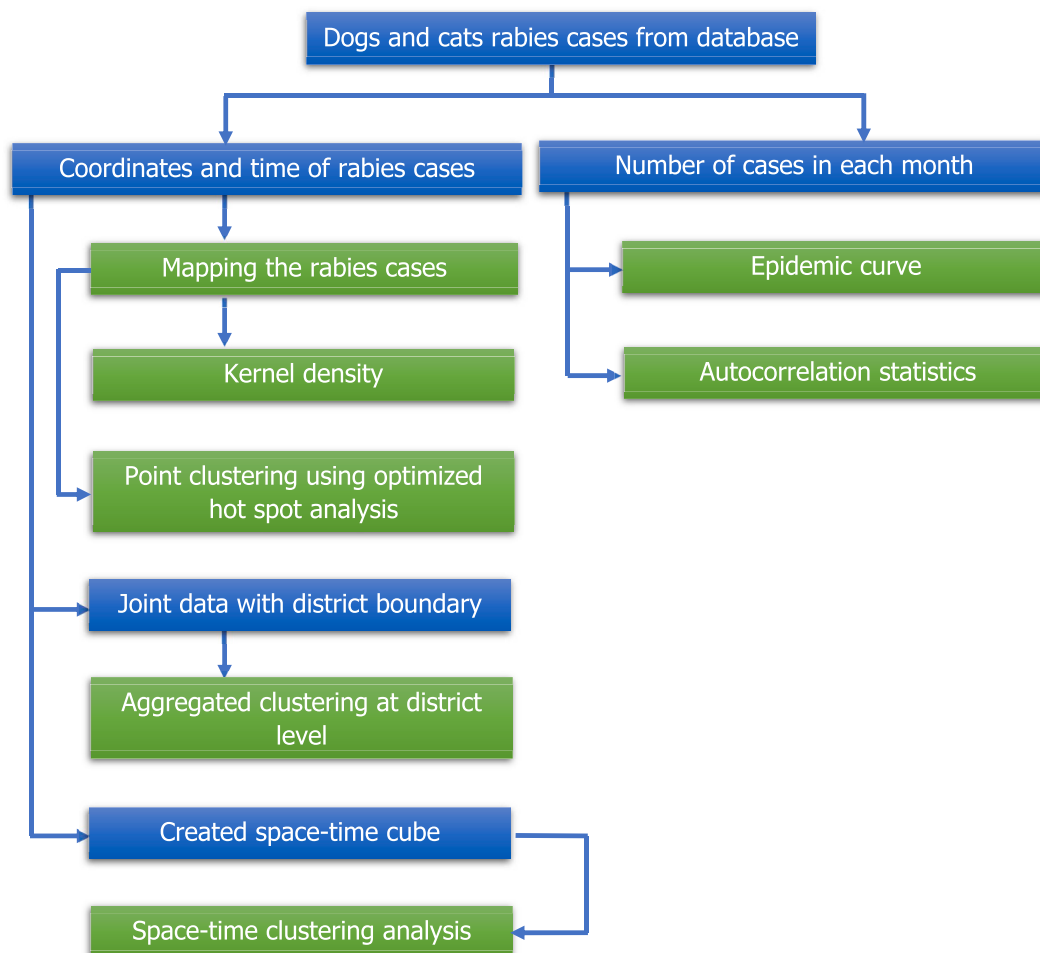 Dogs and cats rabies cases from database
Coordinates and time of rabies cases
Number of cases in each month
Mapping the rabies cases
Epidemic curve
Kernel density
Autocorrelation statistics
Point clustering using optimized
hot spot analysis
Joint data with district boundary
Aggregated clustering at district
level
Created space-time cube
Space-time clustering analysis